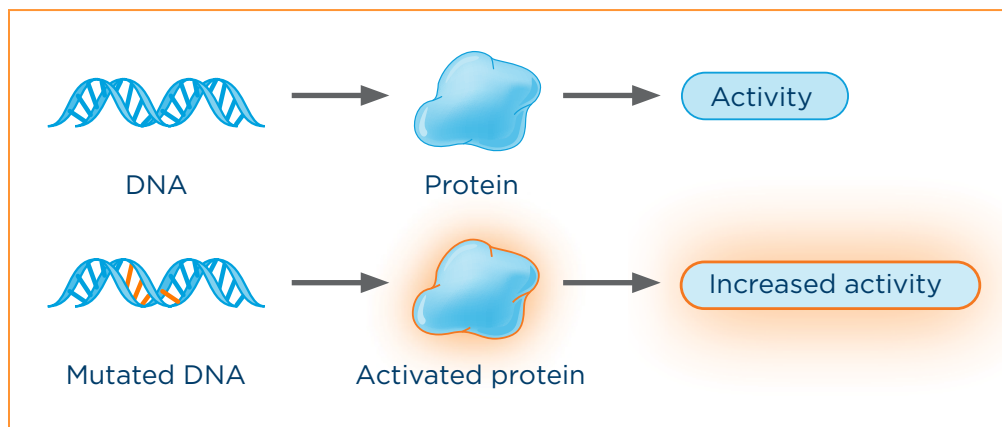 Activity
DNA
Protein
Increased activity
Mutated DNA
Activated protein